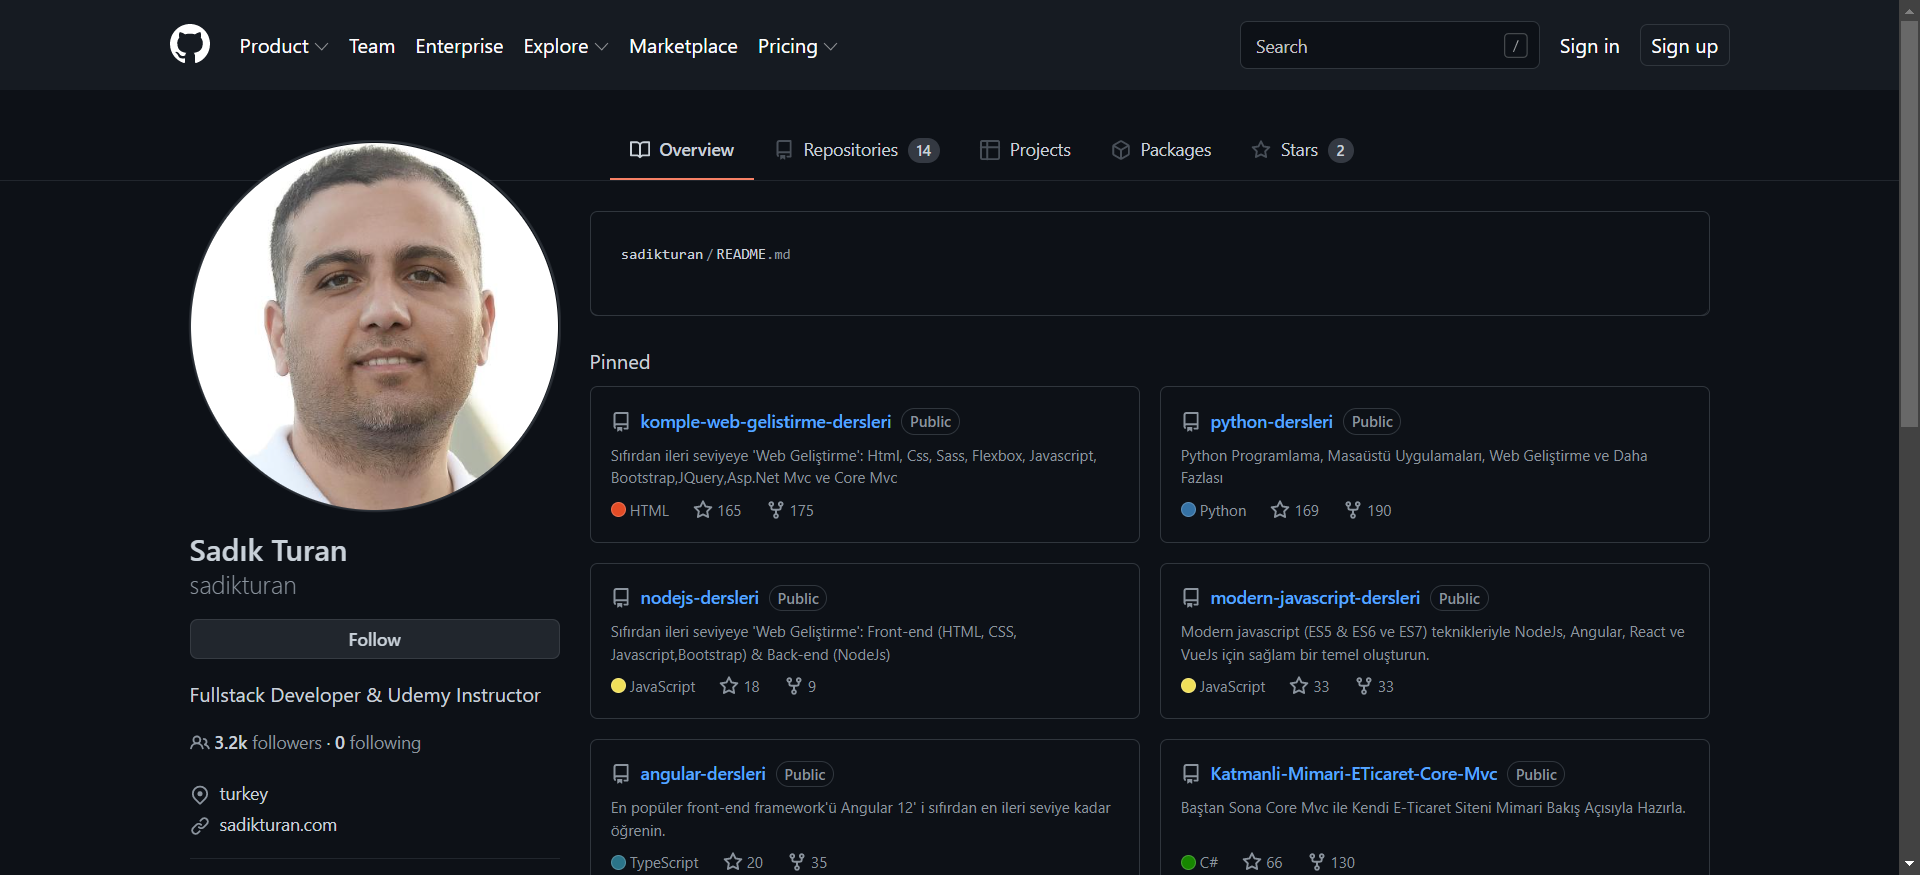 Product Team Enterprise Explore Marketplace Pricing Search / Sign in Sign up
Overview Repositories 14 Projects Packages Stars 2
Sadık Turan
sadikturan
Follow
Fullstack Developer & Udemy Instructor
3.2k followers · 0 following
turkey
sadikturan.com
sadikturan/README.md
Pinned
komple-web-gelistirme-dersleri Public
Sıfırdan ileri seviyeye 'Web Geliştirme': Html, Css, Sass, Flexbox, Javascript,
Bootstrap,JQuery,Asp.Net Mvc ve Core Mvc
HTML 165 175
python-dersleri Public
Python Programlama, Masaüstü Uygulamaları, Web Geliştirme ve Daha
Fazlası
Python 169 190
nodejs-dersleri Public
Sıfırdan ileri seviyeye 'Web Geliştirme': Front-end (HTML, CSS,
Javascript,Bootstrap) & Back-end (NodeJs)
JavaScript 18 9
modern-javascript-dersleri Public
Modern javascript (ES5 & ES6 ve ES7) teknikleriyle NodeJs, Angular, React ve
VueJs için sağlam bir temel oluşturun.
JavaScript 33 33
angular-dersleri Public
En popüler front-end framework'ü Angular 12' i sıfırdan en ileri seviye kadar
öğrenin.
TypeScript 20 35
Katmanli-Mimari-ETicaret-Core-Mvc Public
Baştan Sona Core Mvc ile Kendi E-Ticaret Siteni Mimari Bakış Açısıyla Hazırla.
C# 66 130